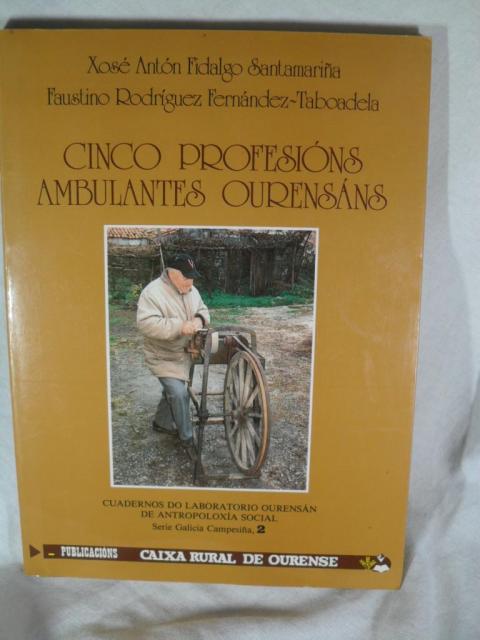 Xosé Antón Fidalgo Santamariña
Faustino Rodríguez Fernández-Taboadela
CINCO PROFESIÓNS
AMBULANTES OURENSÁNS
CUADERNOS DO LABORATORIO OURENSÁN
DE ANTROPOLOXÍA SOCIAL
Serie Galicia Campesiña, 2
PUBLICACIÓNS CAIXA RURAL DE OURENSE